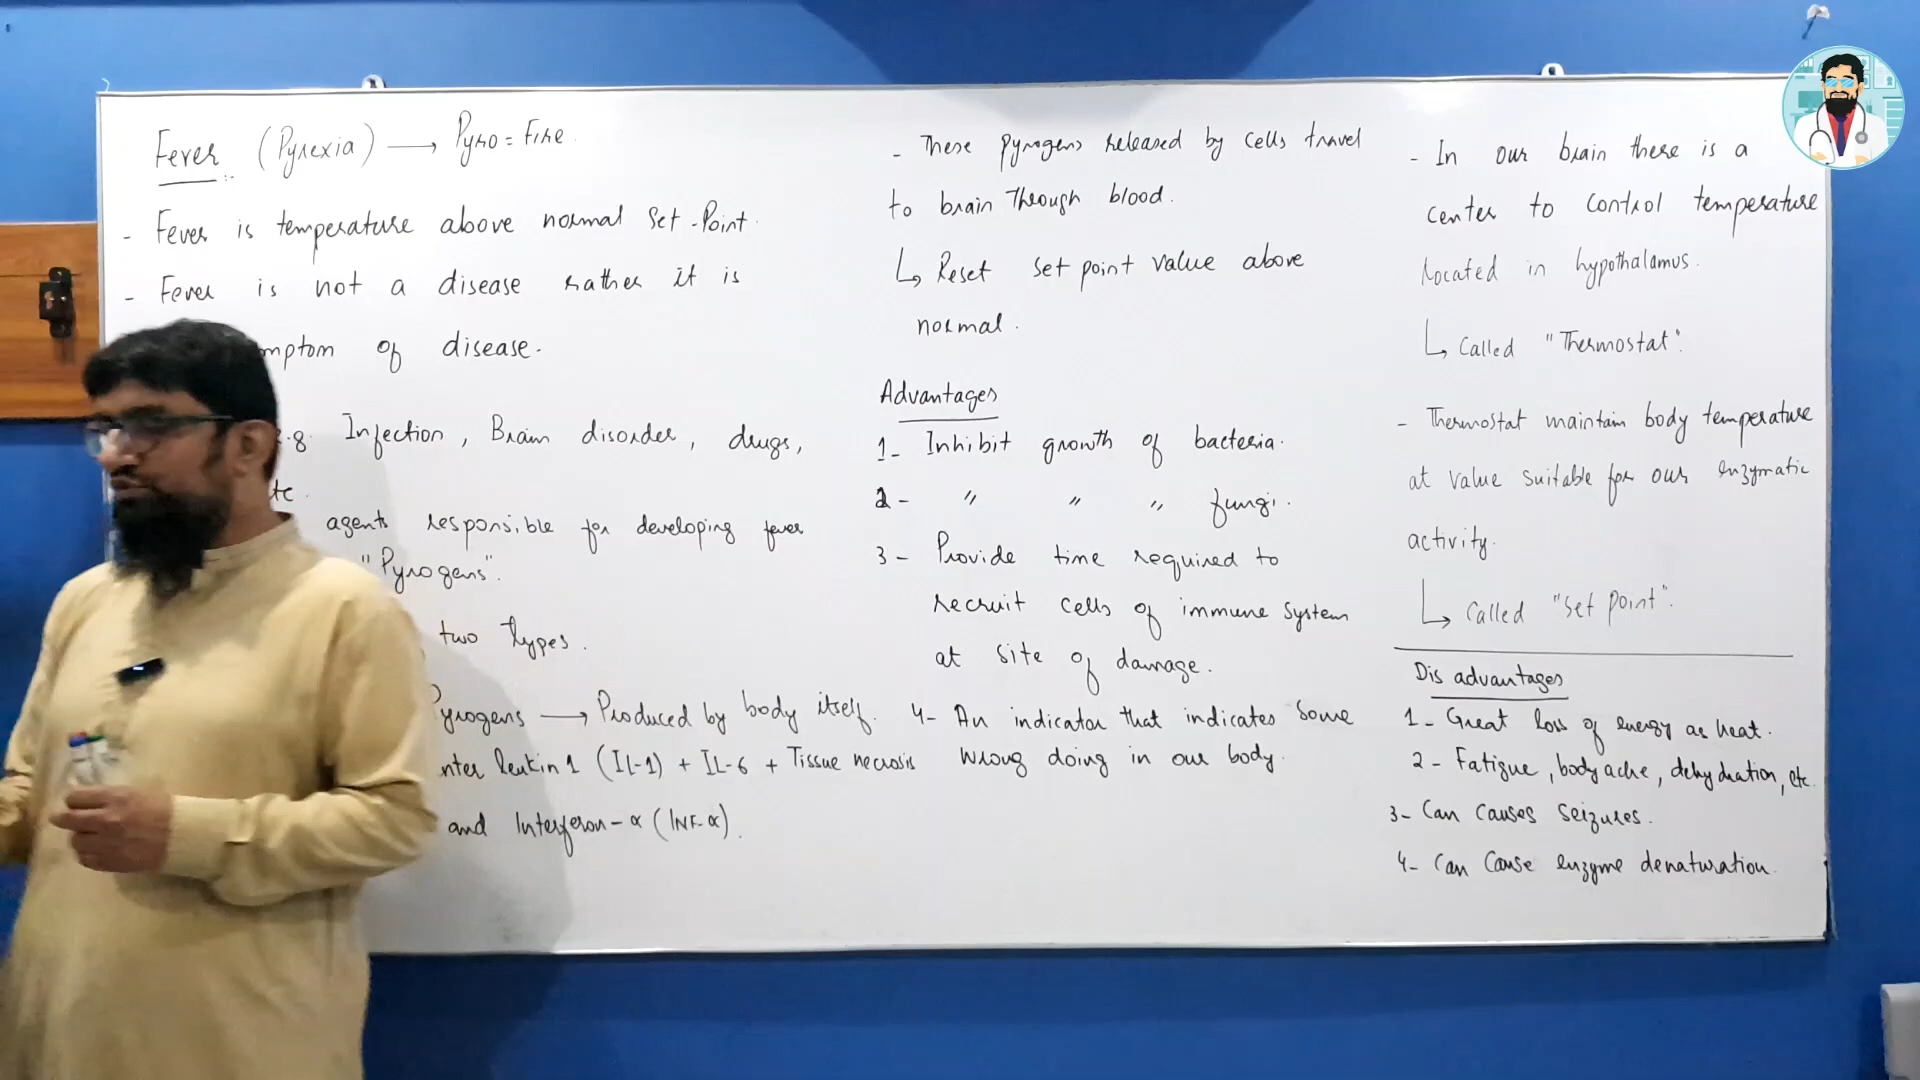 Fever (Pyrexia) → Pyro = Fire.
- Fever is temperature above normal Set-Point.
- Fever is not a disease rather it is
mptom of disease.
.g. Infection, Brain disorder, drugs,
tc.
agents responsible for developing fever
"Pyrogens".
two types.
Pyrogens → Produced by body itself.
nter leukin 1 (IL-1) + IL-6 + Tissue necrosis
and Interferon-α (INF-α).
- These pyrogens released by cells travel
to brain through blood.
↳ Reset set point value above
normal.
Advantages
1- Inhibit growth of bacteria.
2- " " " fungi.
3- Provide time required to
recruit cells of immune system
at site of damage.
4- An indicator that indicates some
wrong doing in our body.
- In our brain there is a
center to control temperature
located in hypothalamus.
↳ Called "Thermostat".
- Thermostat maintain body temperature
at value suitable for our enzymatic
activity.
↳ Called "set point".
Dis advantages
1- Great loss of energy as heat.
2- Fatigue, body ache, dehydration, etc.
3- Can causes seizures.
4- Can Cause enzyme denaturation.